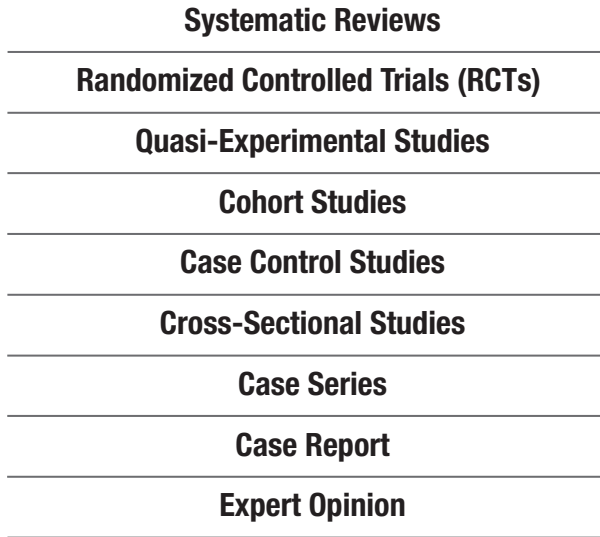 Systematic Reviews
Randomized Controlled Trials (RCTs)
Quasi-Experimental Studies
Cohort Studies
Case Control Studies
Cross-Sectional Studies
Case Series
Case Report
Expert Opinion